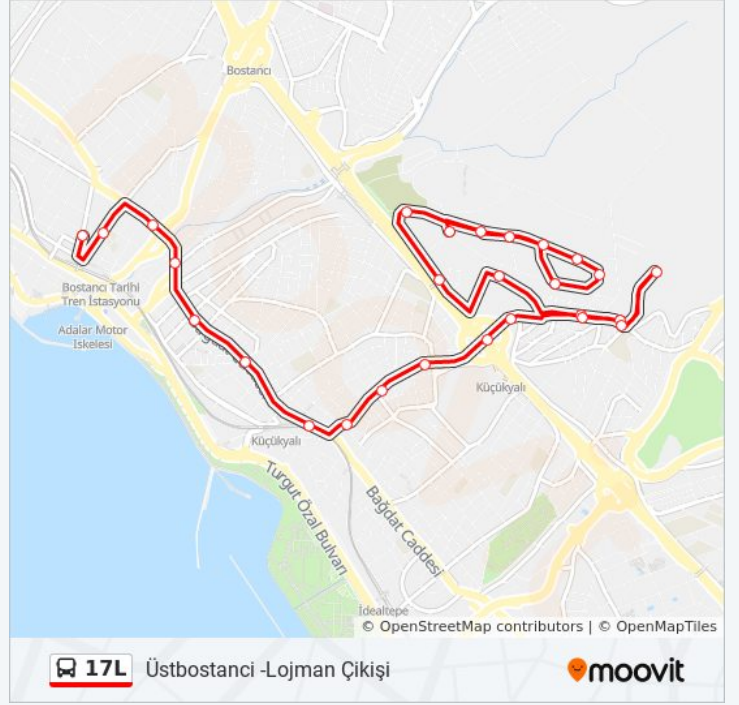 Bostancı
Bostancı Tarihi
Tren İstasyonu
Adalar Motor
İskelesi
Küçükyalı
Küçükyalı
Turgut Özal Bulvarı
Bağdat Caddesi
İdealtepe
© OpenStreetMap contributors | © OpenMapTiles
17L Üstbostanci -Lojman Çikişi
moovit